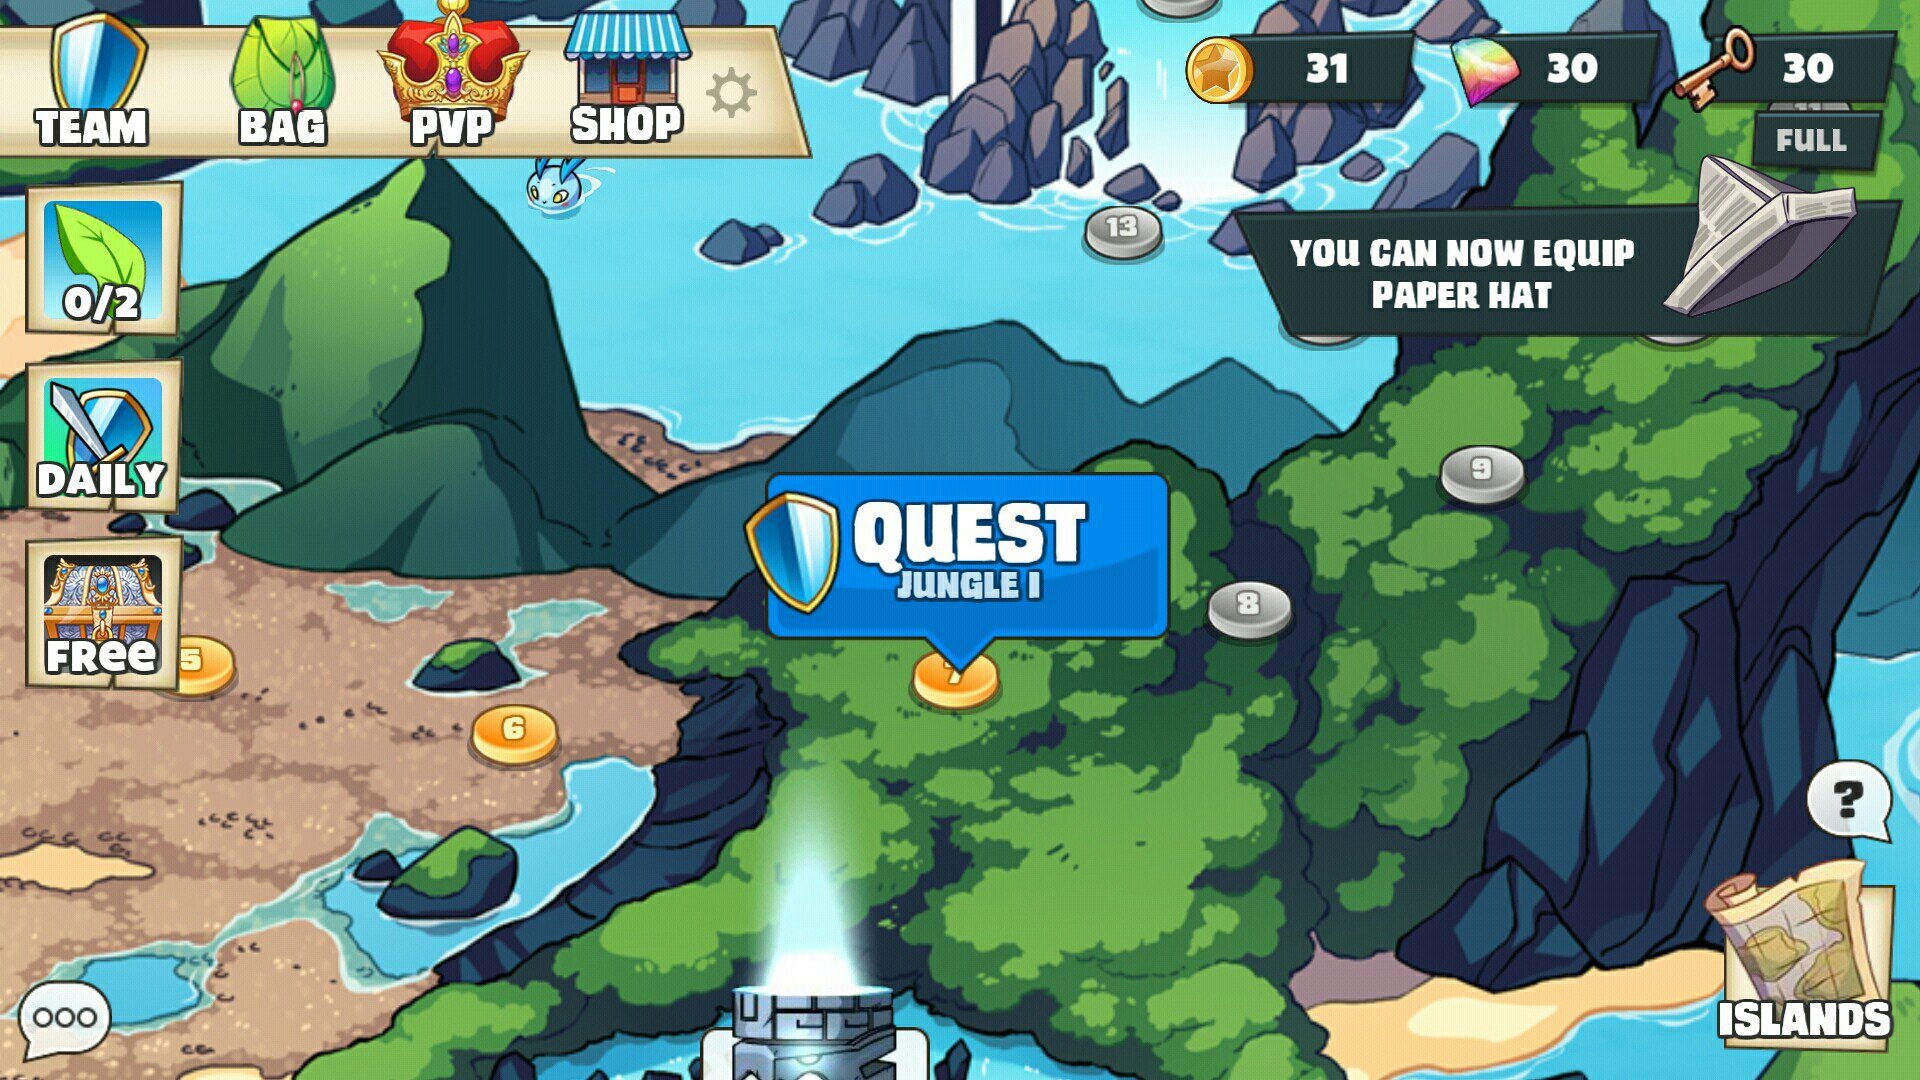 TEAM
BAG
PVP
SHOP
31
30
30
FULL
YOU CAN NOW EQUIP
PAPER HAT
0/2
DAILY
FRee
13
9
8
QUEST
JUNGLE I
7
5
6
?
ISLANDS